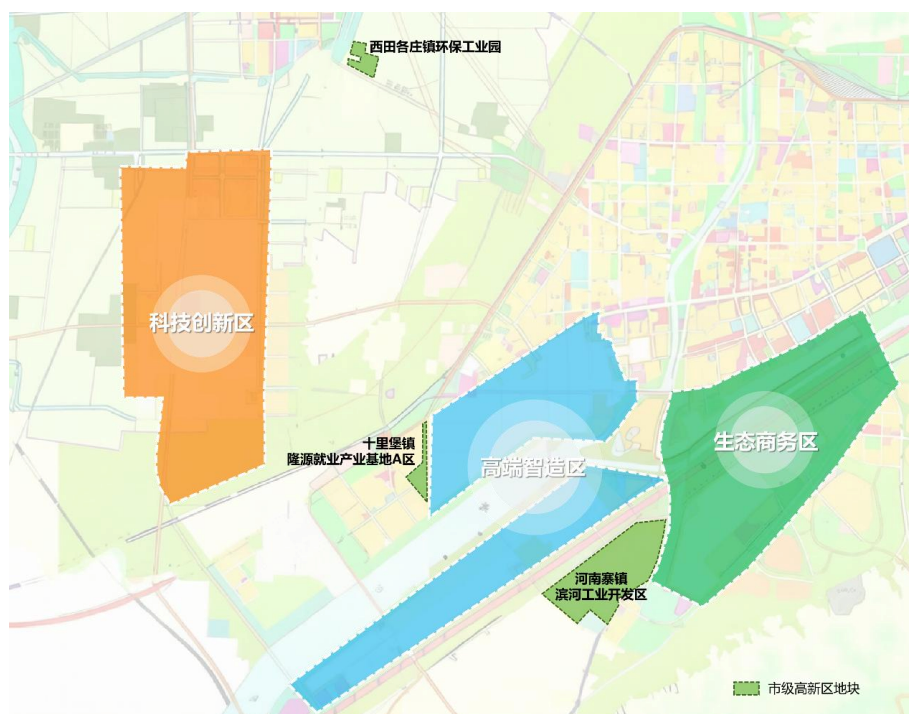 西田各庄镇环保工业园
科技创新区
十里堡镇
隆源就业产业基地A区
高端智造区
生态商务区
河南寨镇
滨河工业开发区
市级高新区地块